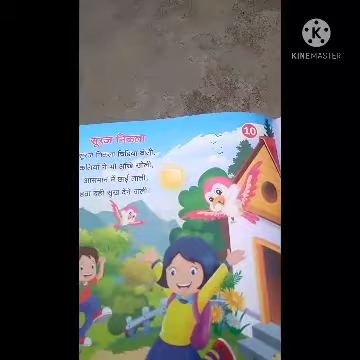 सूरज निकला
सूरज निकला चिड़िया बोली,
कलियों ने भी आँखें खोली,
आसमान में छाई लाली,
हवा बही सुख देने वाली।
10
K
KINEMASTER